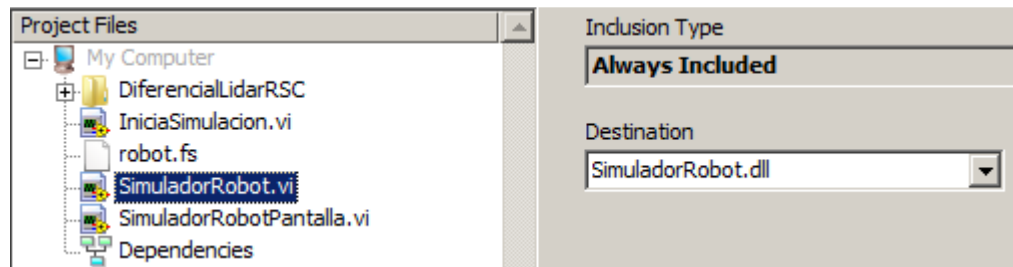 Project Files
My Computer
DiferencialLidarRSC
IniciaSimulacion.vi
robot.fs
SimuladorRobot.vi
SimuladorRobotPantalla.vi
Dependencies
Inclusion Type
Always Included
Destination
SimuladorRobot.dll